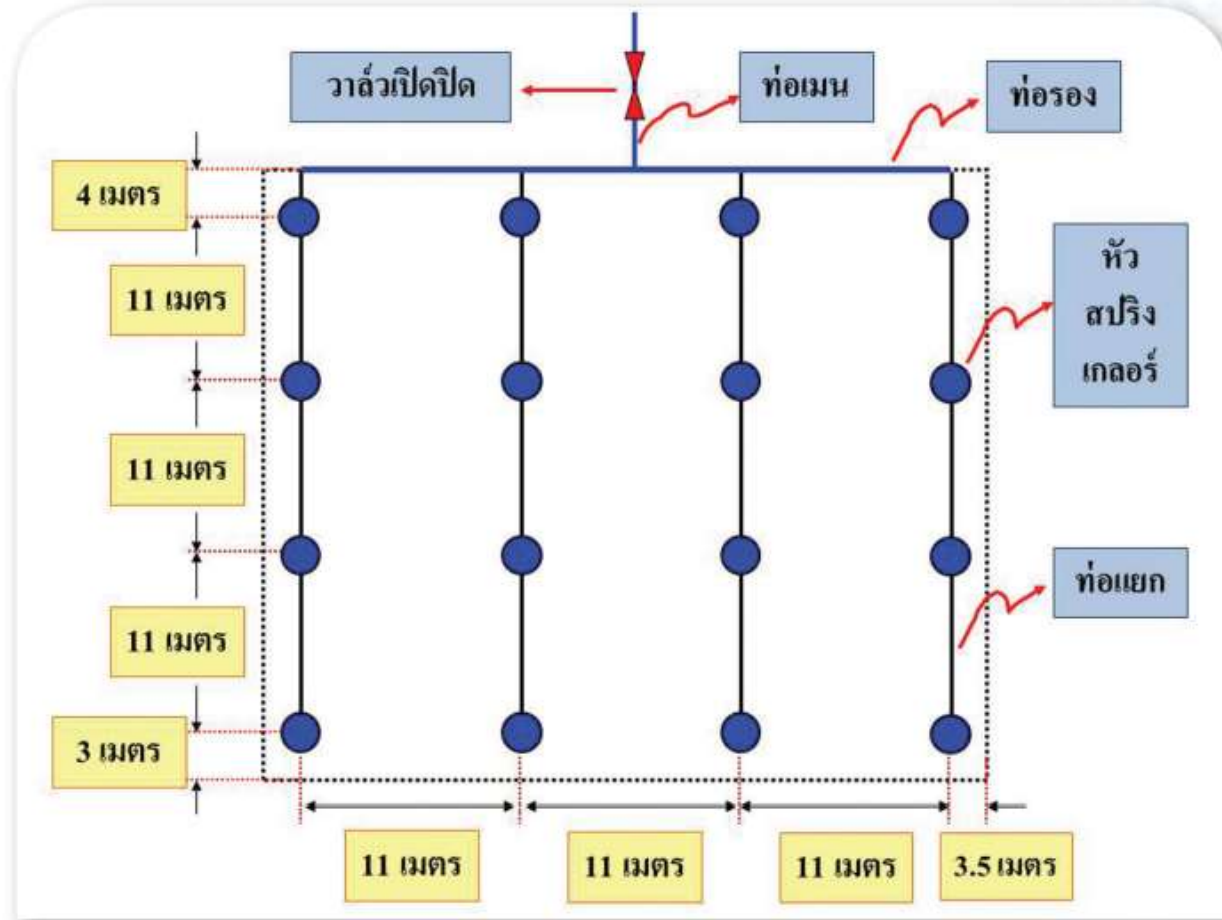 วาล์วเปิดปิด
ท่อเมน
ท่อรอง
4 เมตร
11 เมตร
11 เมตร
11 เมตร
3 เมตร
หัว
สปริง
เกลอร์
ท่อแยก
11 เมตร
11 เมตร
11 เมตร
3.5 เมตร